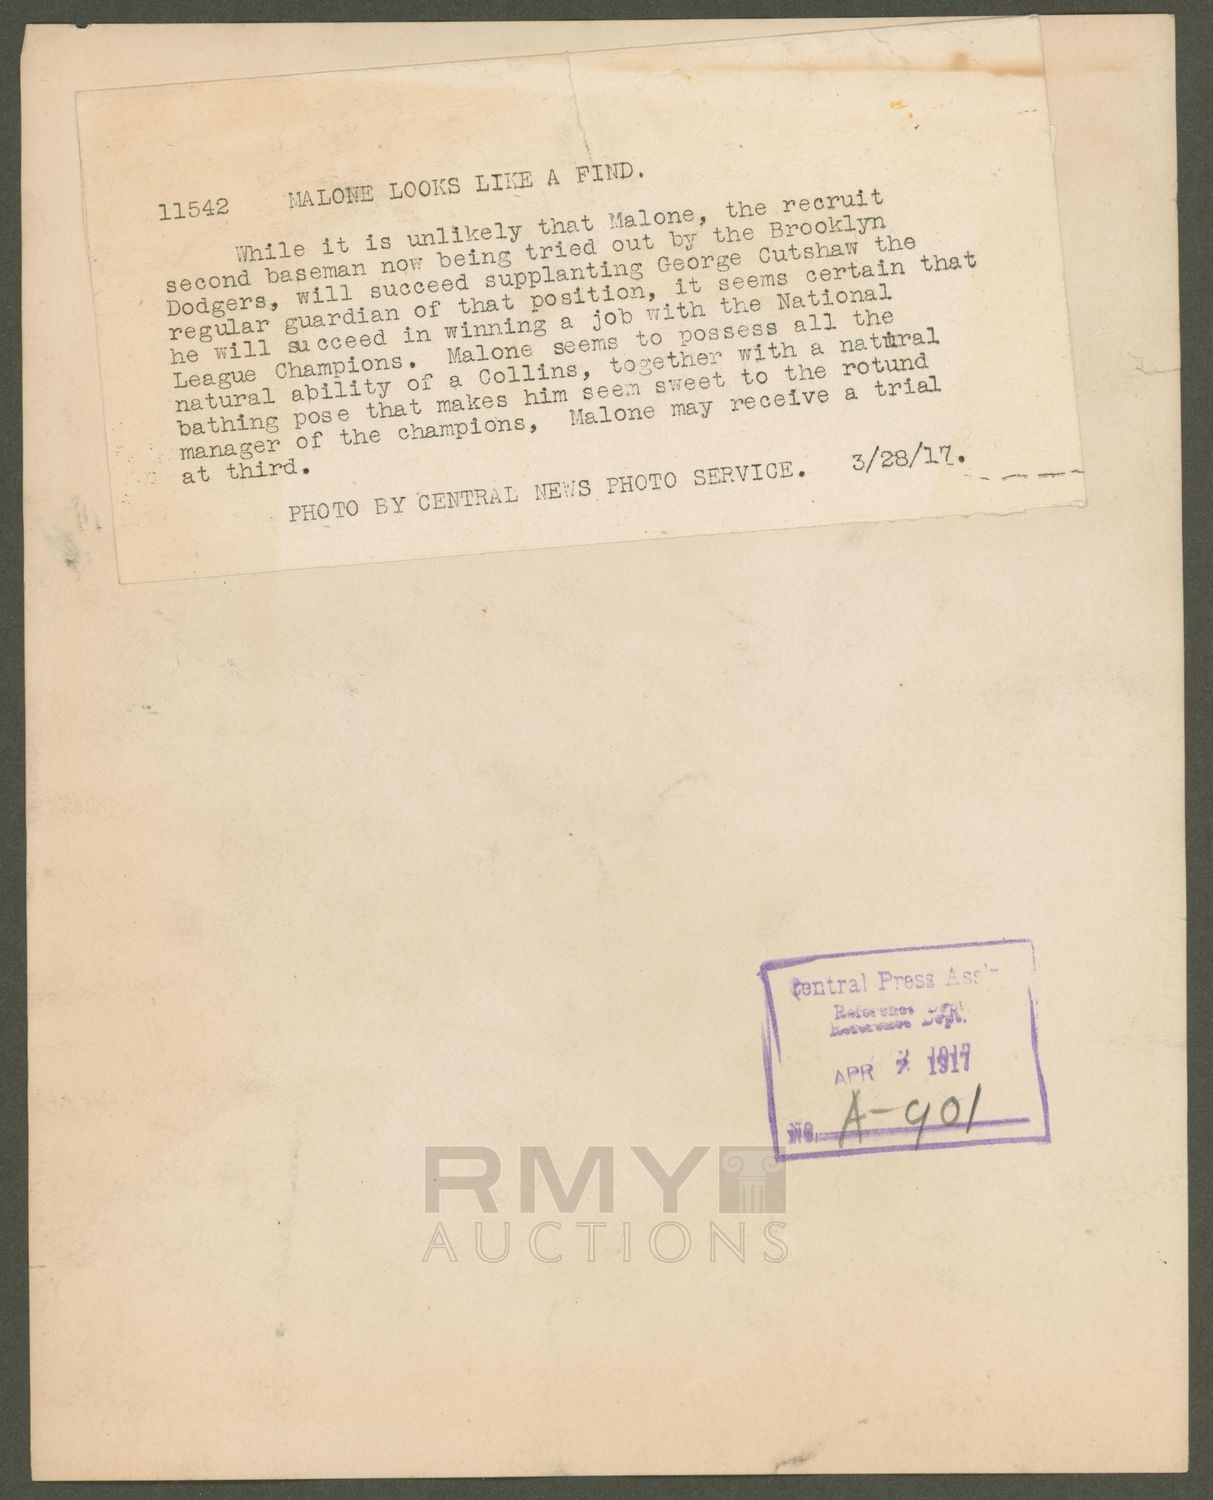 11542 MALONE LOOKS LIKE A FIND.
While it is unlikely that Malone, the recruit
second baseman now being tried out by the Brooklyn
Dodgers, will succeed supplanting George Cutshaw the
regular guardian of that position, it seems certain that
he will succeed in winning a job with the National
League Champions. Malone seems to possess all the
natural ability of a Collins, together with a natural
bathing pose that makes him seem sweet to the rotund
manager of the champions, Malone may receive a trial
at third.
PHOTO BY CENTRAL NEWS PHOTO SERVICE. 3/28/17.
Central Press Ass'n
Reference Dept.
APR 1917
NO. A-901
RMY
AUCTIONS